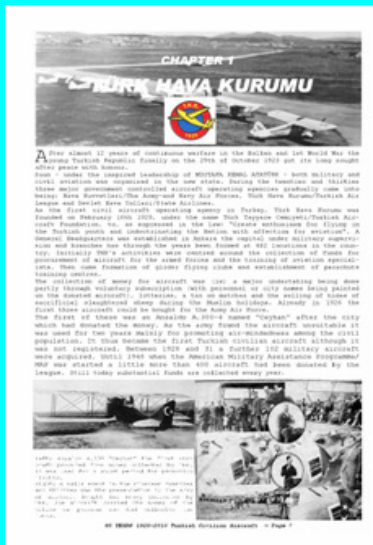 CHAPTER 1
TÜRK HAVA KURUMU
After almost 12 years of continuous warfare in the Balkan and 1st World War the
young Turkish Republic finally on the 29th of October 1923 put its long sought
after peace with honour.
Soon - under the inspired leadership of MUSTAFA KEMAL ATATÜRK - both military and
civil aviation was organized in the new state. During the twenties and thirties
three major government controlled aircraft operating agencies gradually came into
being: Hava Kuvvetleri/The Army and Navy Air Forces, Türk Hava Kurumu/Turkish Air
League and Devlet Hava Yollari/State Airlines.
As the first civil aircraft operating agency in Turkey, Türk Hava Kurumu was
founded on February 16th 1925, under the name Türk Tayyare Cemiyeti/Turkish Air-
craft Foundation, to, as expressed in the law: "Create enthusiasm for flying in
the Turkish youth and indoctrinating the Nation with affection for aviation". A
General Headquarters was established in Ankara the capital under military supervi-
sion and branches has through the years been formed at 482 locations in the coun-
try. Initially THK's activities were centred around the collection of funds for
procurement of aircraft for the armed forces and the training of aviation special-
ists. Then came formation of glider flying clubs and establishment of parachute
training centres.
The collection of money for aircraft was (is) a major undertaking being done
partly through voluntary subscription (with personnel or city names being painted
on the donated aircraft), lotteries, a tax on matches and the selling of hides of
sacrificial slaughtered sheep during the Muslim holidays. Already in 1926 the
first three aircraft could be bought for the Army Air Force.
The first of these was an Ansaldo A.300-4 named "Ceyhan" after the city
which had donated the money. As the army found the aircraft unsuitable it
was used for two years mainly for promoting air-mindedness among the civil
population. It thus became the first Turkish civilian aircraft although it
was not registered. Between 1928 and 31 a further 102 military aircraft
were acquired. Until 1948 when the American Military Assistance Programme/
MAP was started a little more than 400 aircraft had been donated by the
league. Still today substantial funds are collected every year.